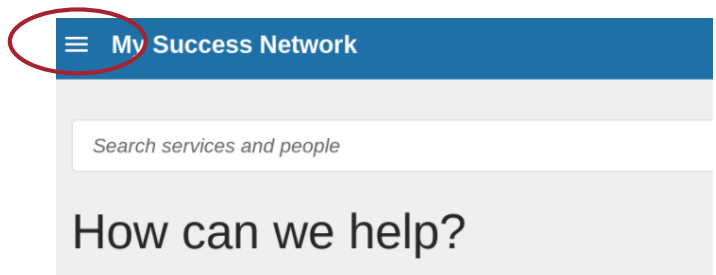 My Success Network
Search services and people
How can we help?